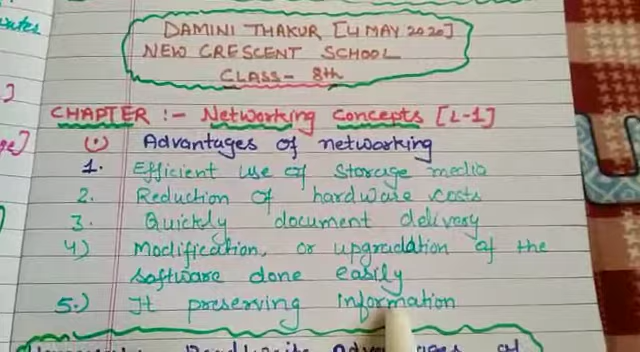 DAMINI THAKUR [4 MAY 2020]
NEW CRESCENT SCHOOL
CLASS- 8th
CHAPTER :- Networking Concepts [L-1]
(1) Advantages of networking
1. Efficient use of storage media
2. Reduction of hardware costs
3. Quickly document delivery
4) Modification, or upgradation of the
software done easily
5.) It preserving information